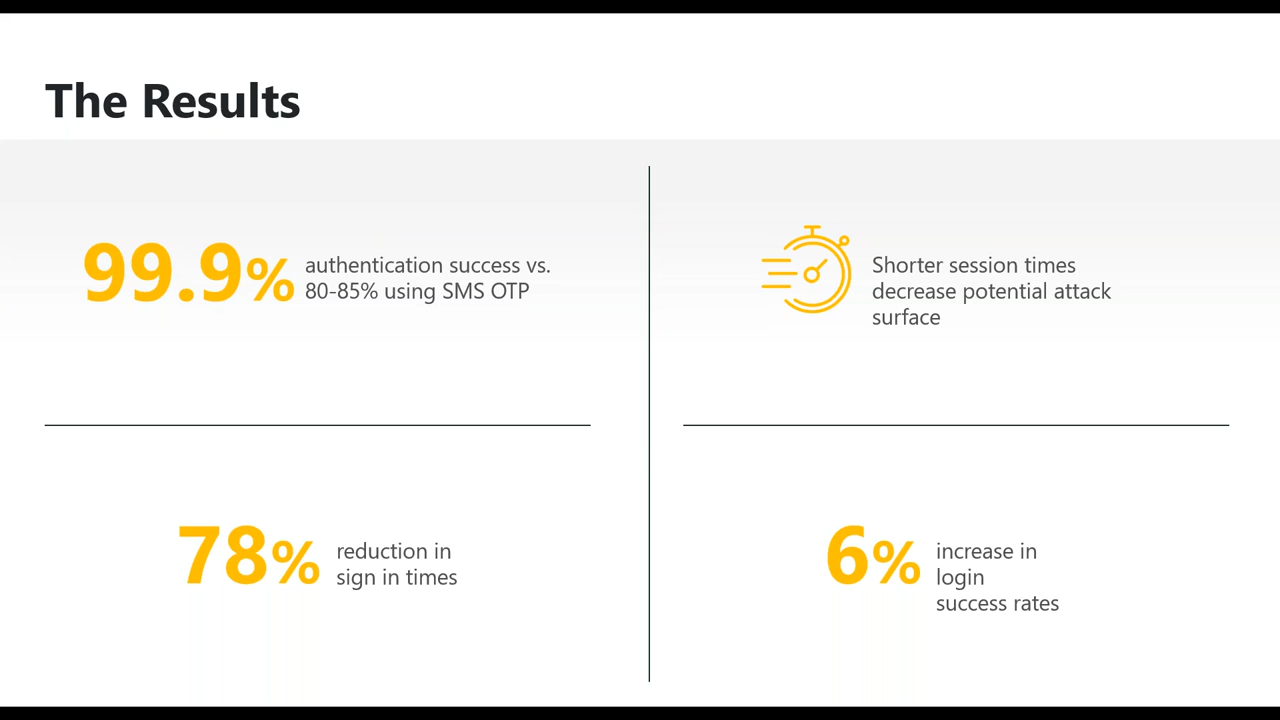 The Results
99.9%
authentication success vs.
80-85% using SMS OTP
Shorter session times
decrease potential attack
surface
78%
reduction in
sign in times
6%
increase in
login
success rates